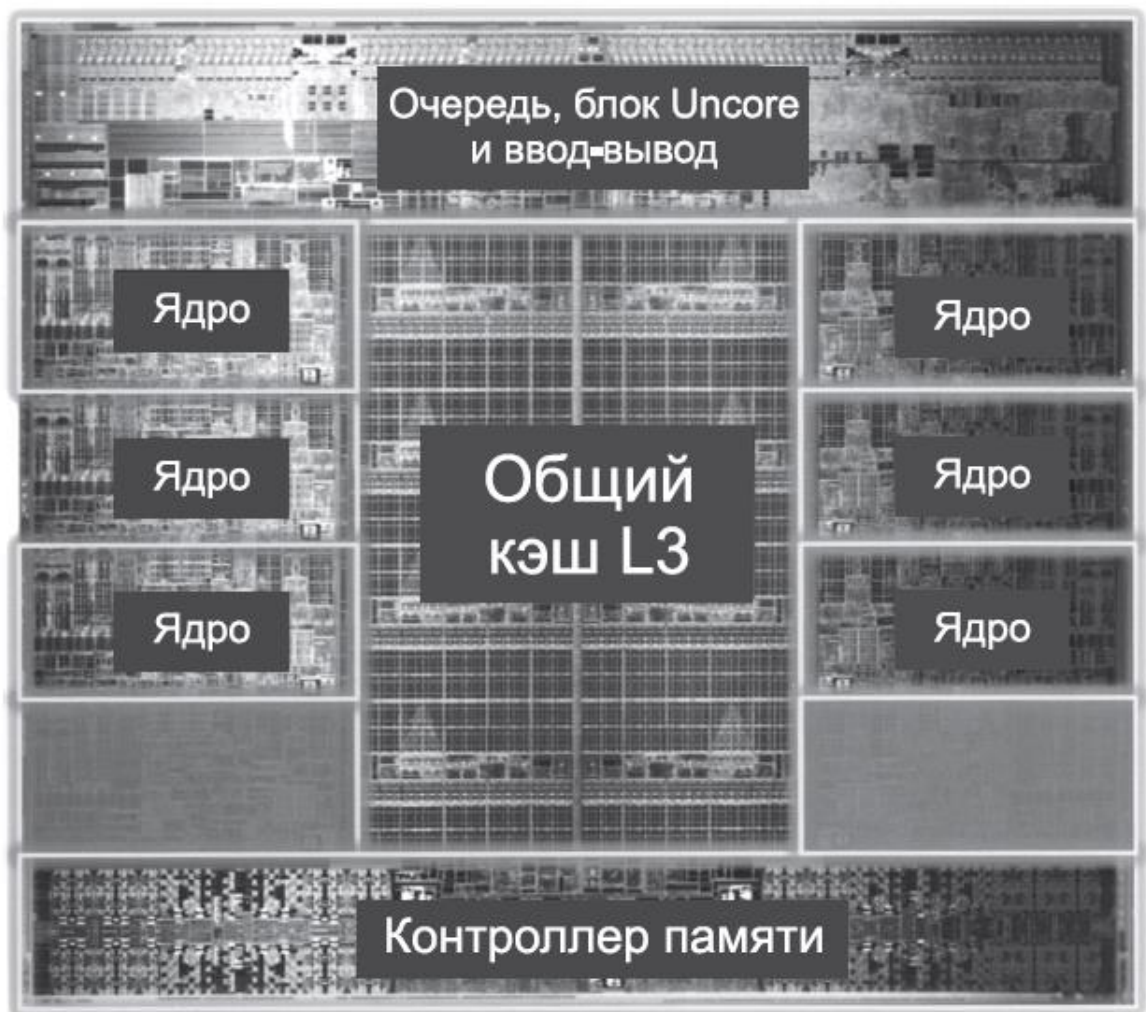 Очередь, блок Uncore
и ввод-вывод
Ядро
Ядро
Ядро
Ядро
Общий
кэш L3
Ядро
Ядро
Контроллер памяти